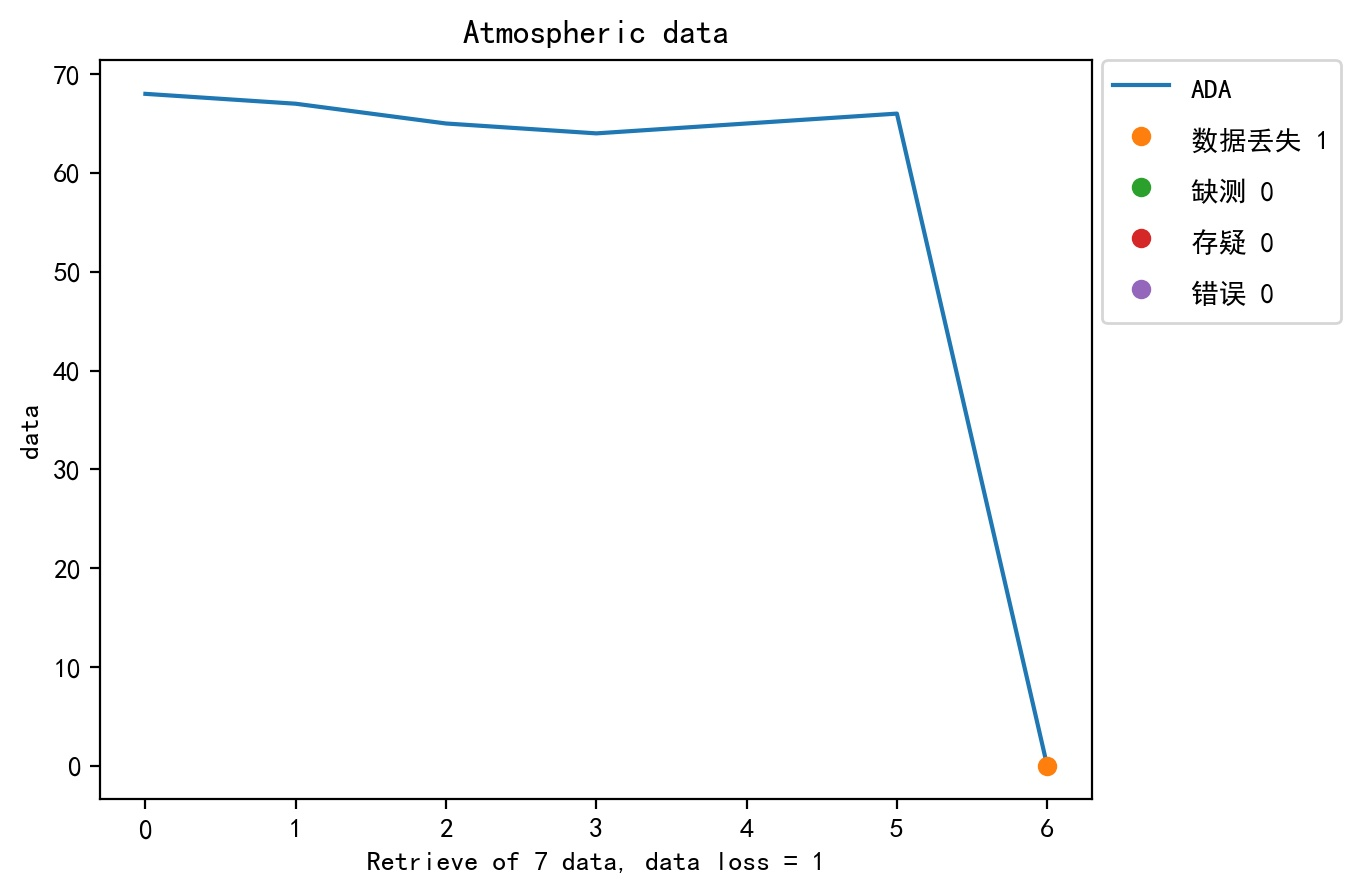 Atmospheric data
70
60
50
40
30
20
10
0
data
0 1 2 3 4 5 6
Retrieve of 7 data, data loss = 1
ADA
数据丢失 1
缺测 0
存疑 0
错误 0